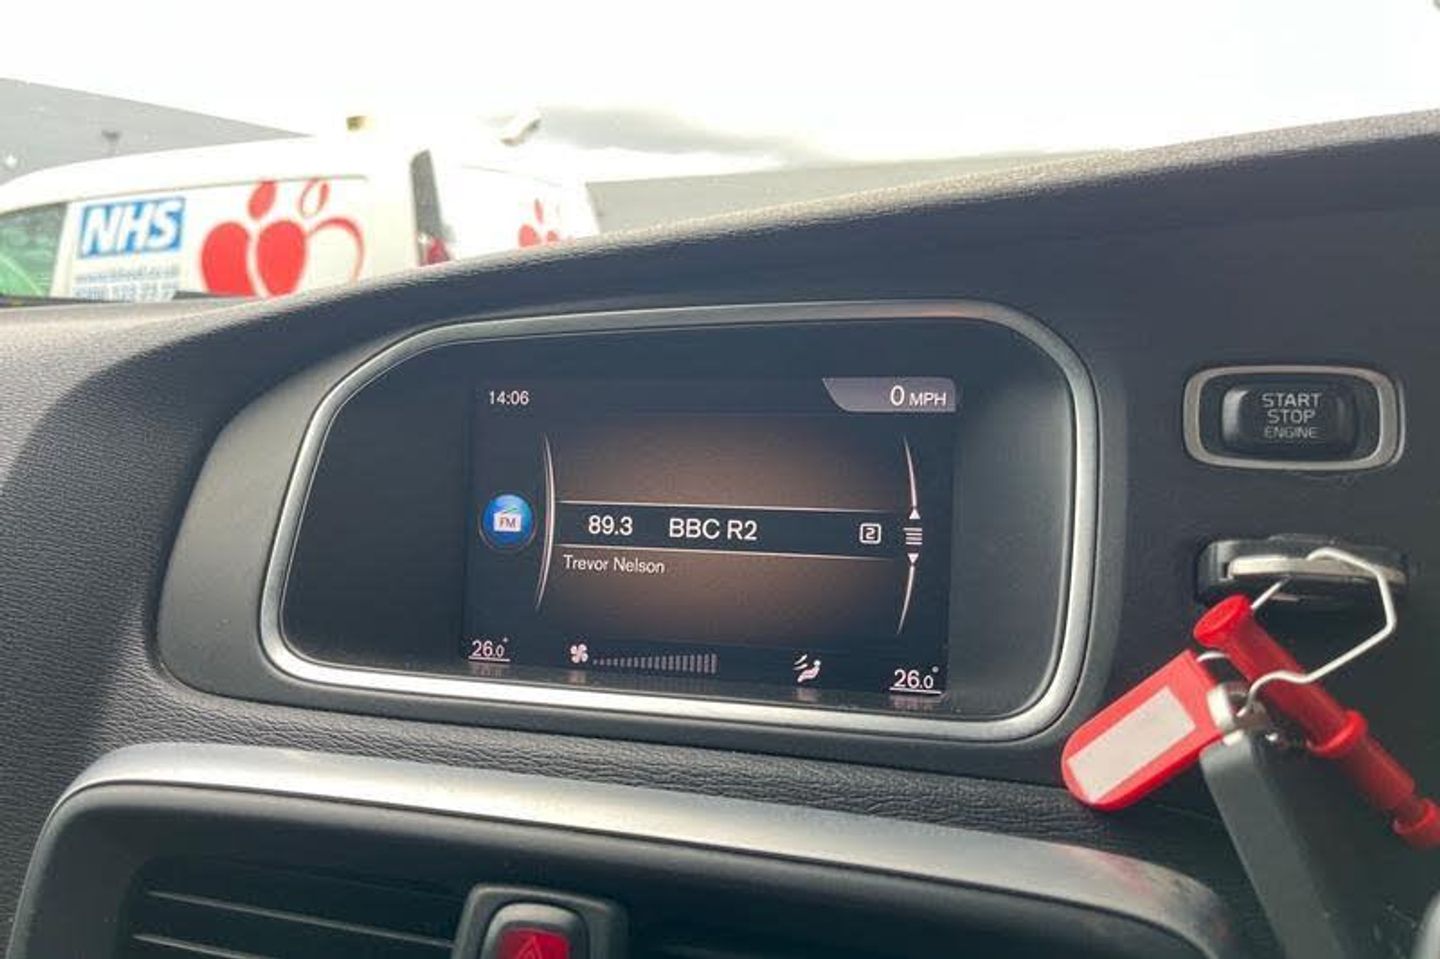 NHS
14:06
0 MPH
FM
89.3 BBC R2 2
Trevor Nelson
26.0° 26.0°
START
STOP
ENGINE